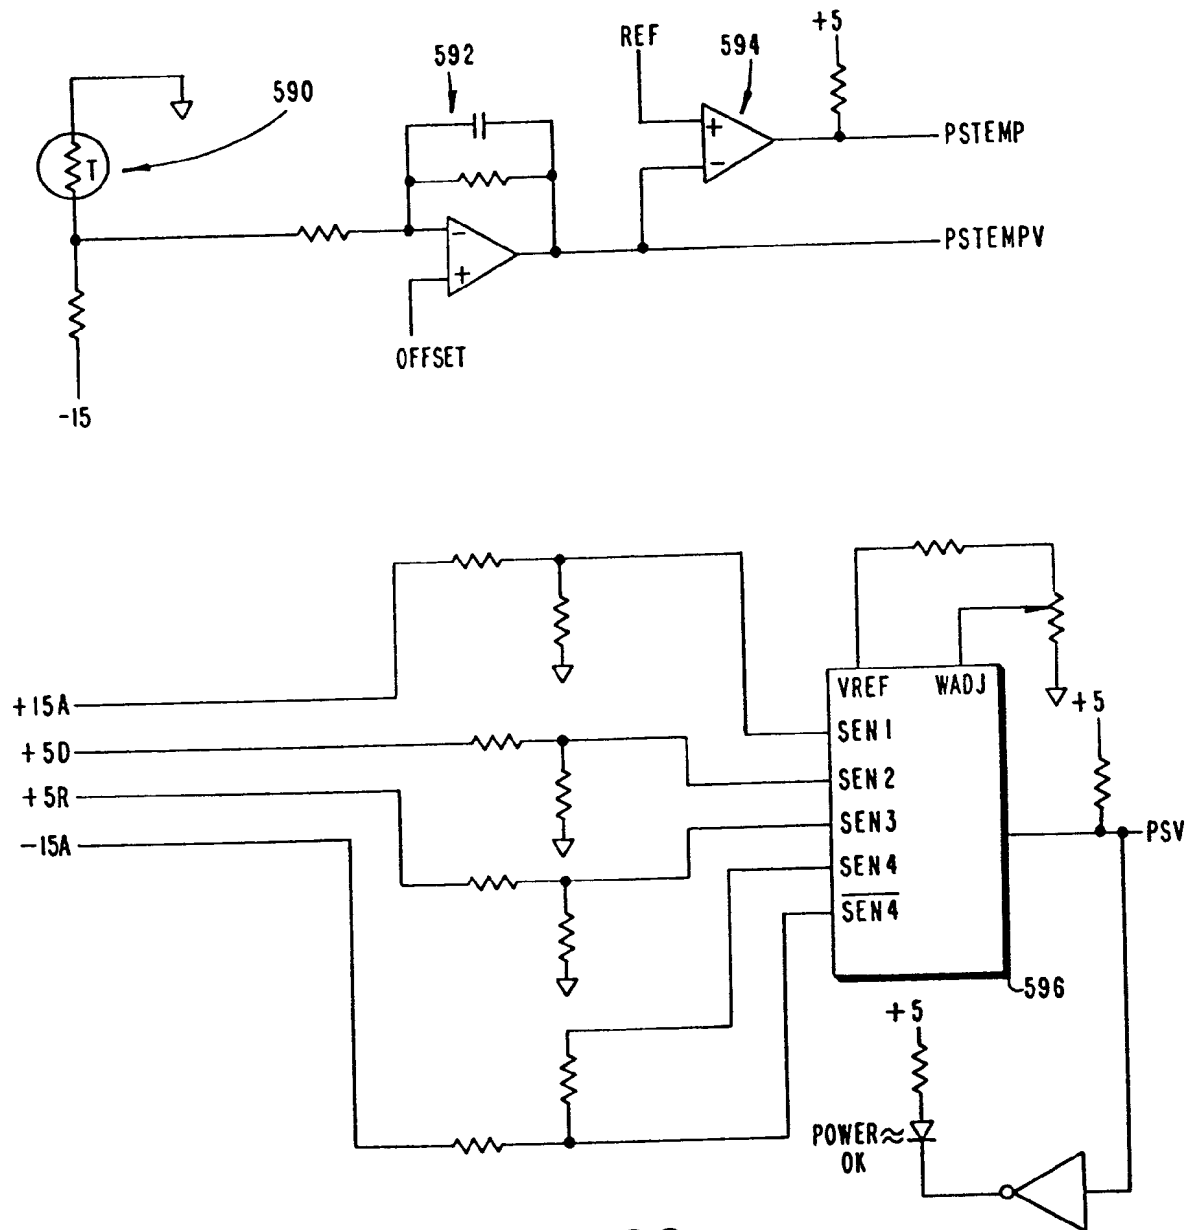 +5
REF
592
594
590
+
PSTEMP
T
−
−
PSTEMPV
+
OFFSET
-15
+15A
VREF
WADJ
+5
+5D
SEN1
+5R
SEN2
-15A
SEN3
PSV
SEN4
SEN4
596
+5
POWER
OK